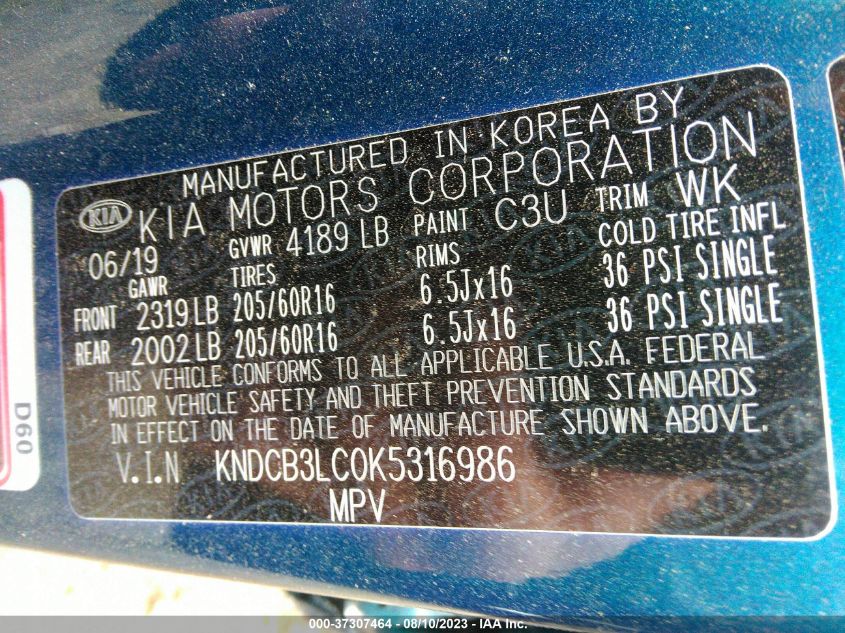 MANUFACTURED IN KOREA BY
KIA KIA MOTORS CORPORATION
06/19 GVWR 4189 LB PAINT C3U TRIM WK
GAWR TIRES RIMS COLD TIRE INFL
FRONT 2319 LB 205/60R16 6.5Jx16 36 PSI SINGLE
REAR 2002 LB 205/60R16 6.5Jx16 36 PSI SINGLE
THIS VEHICLE CONFORMS TO ALL APPLICABLE U.S.A. FEDERAL
MOTOR VEHICLE SAFETY AND THEFT PREVENTION STANDARDS
IN EFFECT ON THE DATE OF MANUFACTURE SHOWN ABOVE.
V.I.N KNDCB3LC0K5316986
MPV
D60
000-37307464 - 08/10/2023 - IAA Inc.